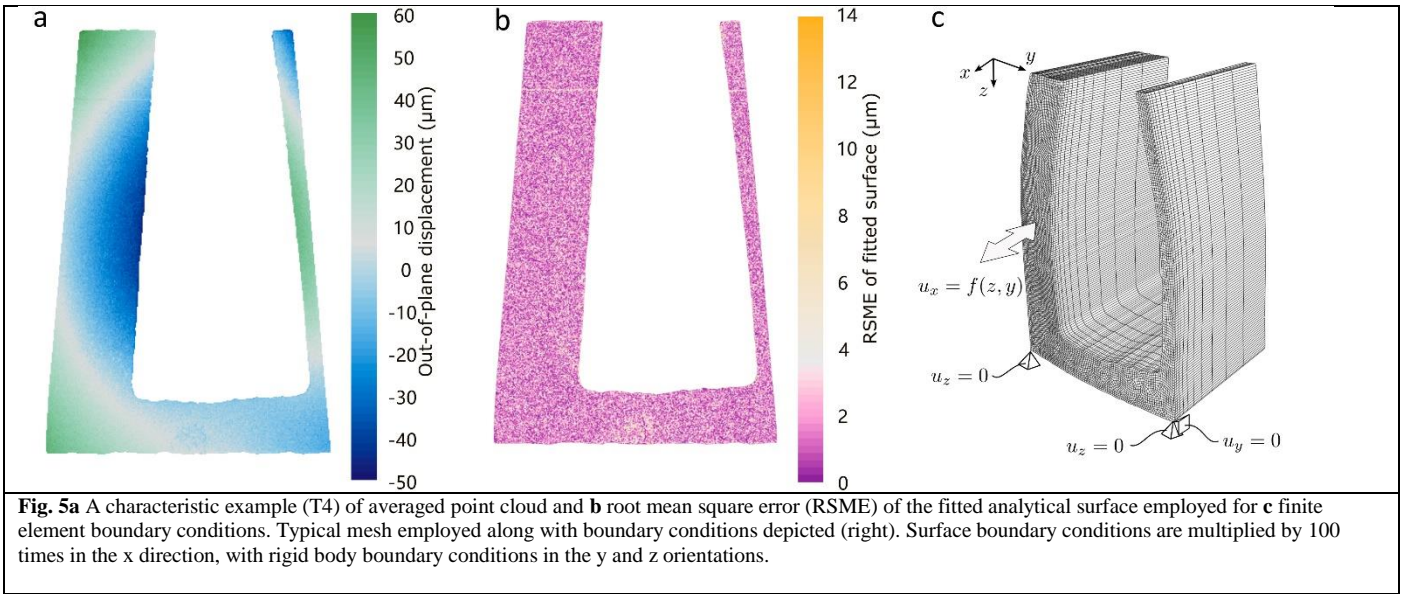 a
60
50
40
30
20
10
0
-10
-20
-30
-40
-50
Out-of-plane displacement (µm)
b
14
12
10
8
6
4
2
0
RSME of fitted surface (µm)
c
x
y
z
u_x = f(z, y)
u_z = 0
u_z = 0
u_y = 0
Fig. 5a A characteristic example (T4) of averaged point cloud and b root mean square error (RSME) of the fitted analytical surface employed for c finite
element boundary conditions. Typical mesh employed along with boundary conditions depicted (right). Surface boundary conditions are multiplied by 100
times in the x direction, with rigid body boundary conditions in the y and z orientations.